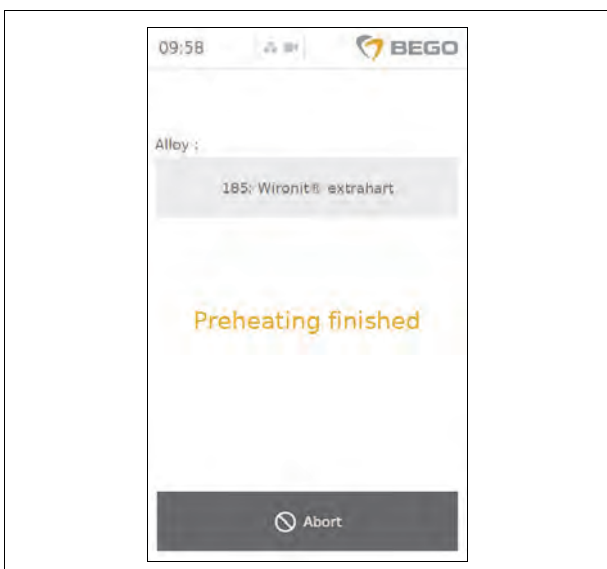 09:58
BEGO
Alloy :
185: Wironit® extrahart
Preheating finished
Abort